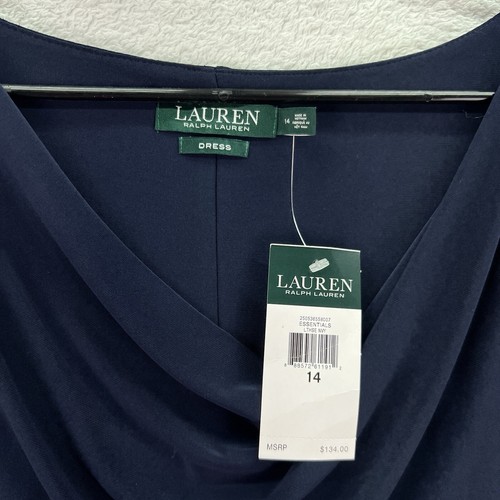 LAUREN
RALPH LAUREN
14
DRESS
LAUREN
RALPH LAUREN
ESSENTIALS
14
MSRP $134.00